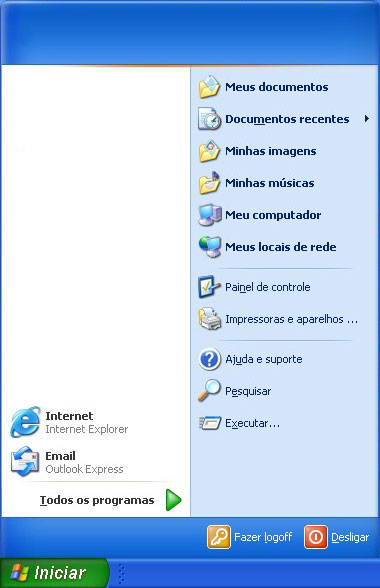 Meus documentos
Documentos recentes
Minhas imagens
Minhas músicas
Meu computador
Meus locais de rede
Painel de controle
Impressoras e aparelhos ...
Ajuda e suporte
Pesquisar
Executar...
Internet
Internet Explorer
Email
Outlook Express
Todos os programas
Fazer logoff
Desligar
Iniciar